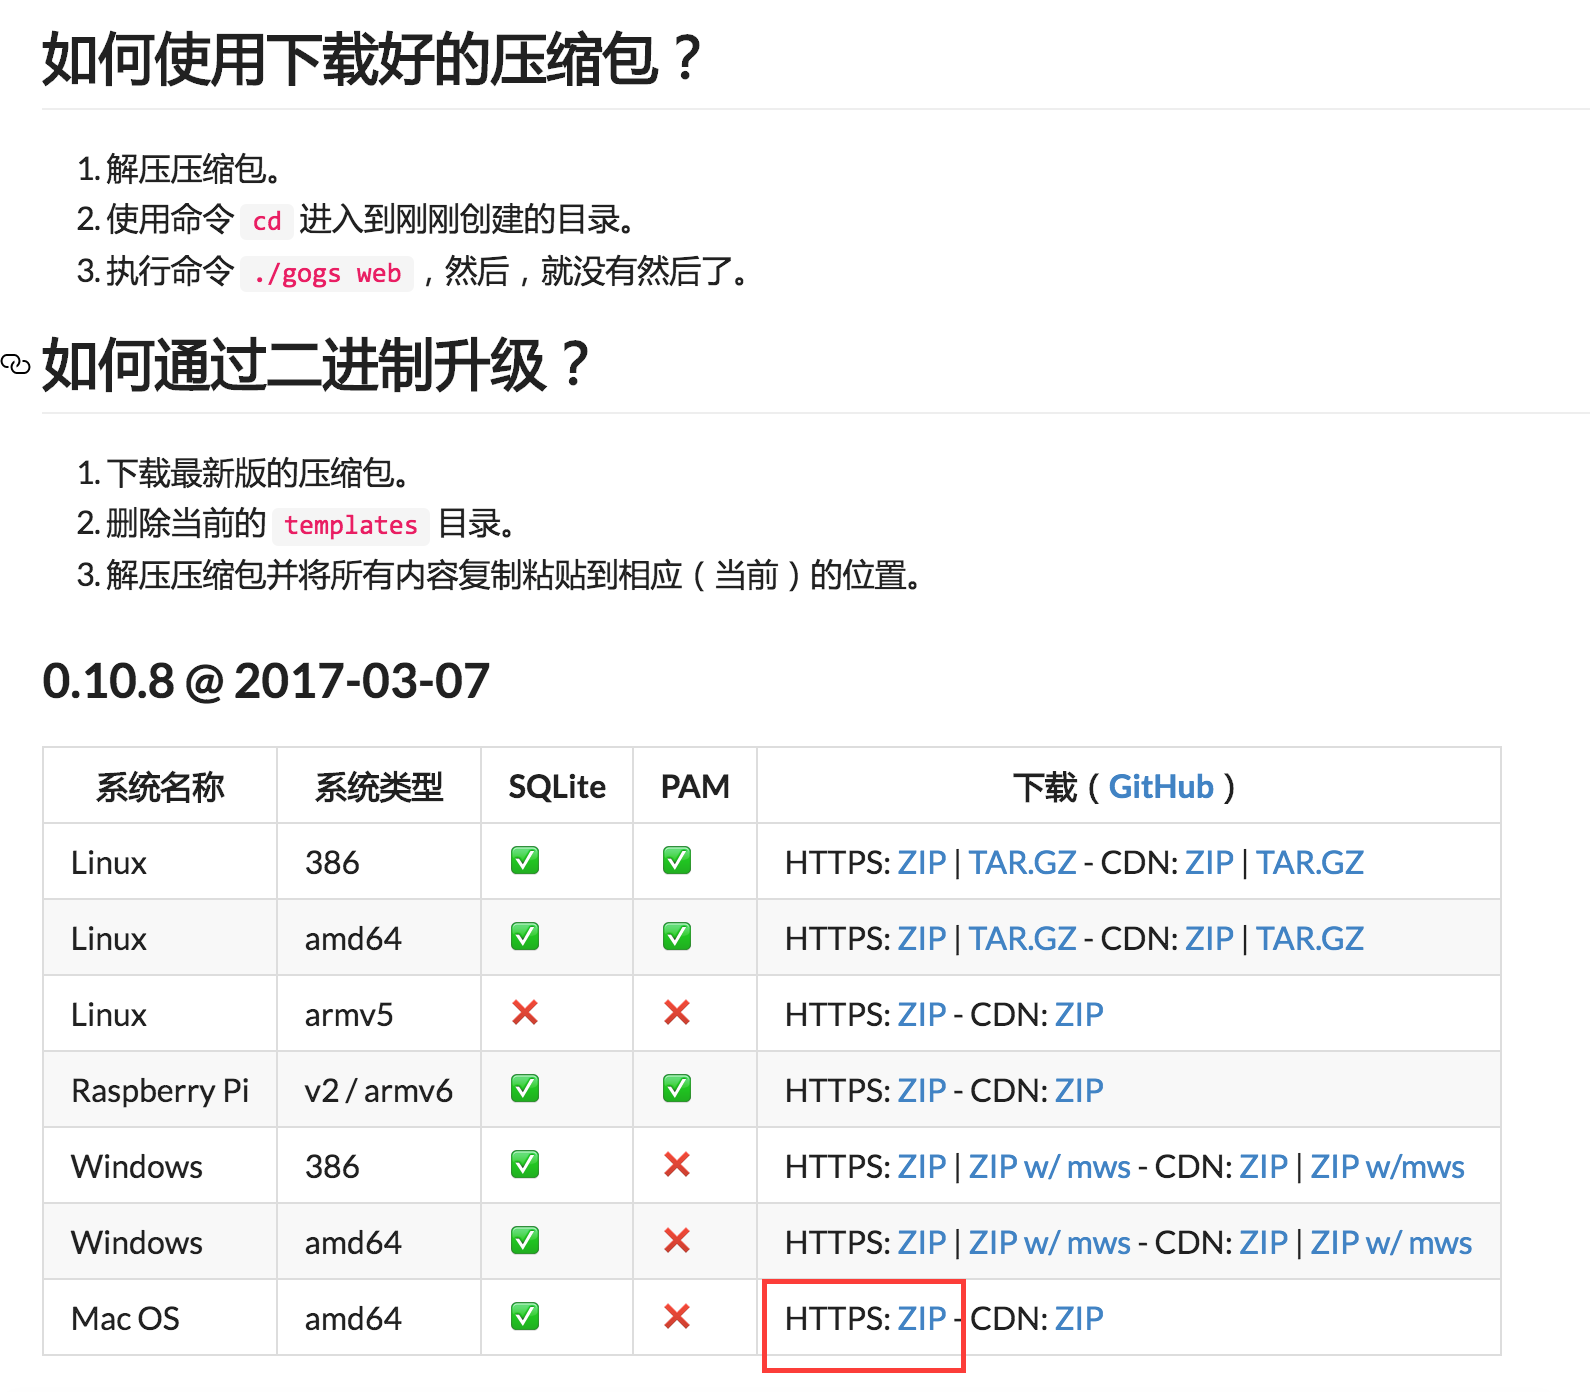 如何使用下载好的压缩包？
1. 解压压缩包。
2. 使用命令 cd 进入到刚刚创建的目录。
3. 执行命令 ./gogs web ，然后，就没有然后了。
如何通过二进制升级？
1. 下载最新版的压缩包。
2. 删除当前的 templates 目录。
3. 解压压缩包并将所有内容复制粘贴到相应（当前）的位置。
0.10.8 @ 2017-03-07
系统名称 系统类型 SQLite PAM 下载（GitHub）
Linux 386 ✅ ✅ HTTPS: ZIP | TAR.GZ - CDN: ZIP | TAR.GZ
Linux amd64 ✅ ✅ HTTPS: ZIP | TAR.GZ - CDN: ZIP | TAR.GZ
Linux armv5 ❌ ❌ HTTPS: ZIP - CDN: ZIP
Raspberry Pi v2 / armv6 ✅ ✅ HTTPS: ZIP - CDN: ZIP
Windows 386 ✅ ❌ HTTPS: ZIP | ZIP w/ mws - CDN: ZIP | ZIP w/mws
Windows amd64 ✅ ❌ HTTPS: ZIP | ZIP w/ mws - CDN: ZIP | ZIP w/ mws
Mac OS amd64 ✅ ❌ HTTPS: ZIP - CDN: ZIP